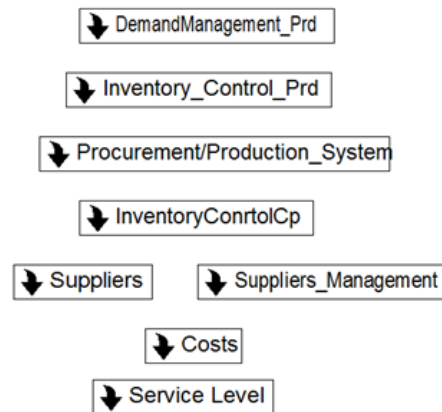 DemandManagement_Prd
Inventory_Control_Prd
Procurement/Production_System
InventoryConrtolCp
Suppliers Suppliers_Management
Costs
Service Level